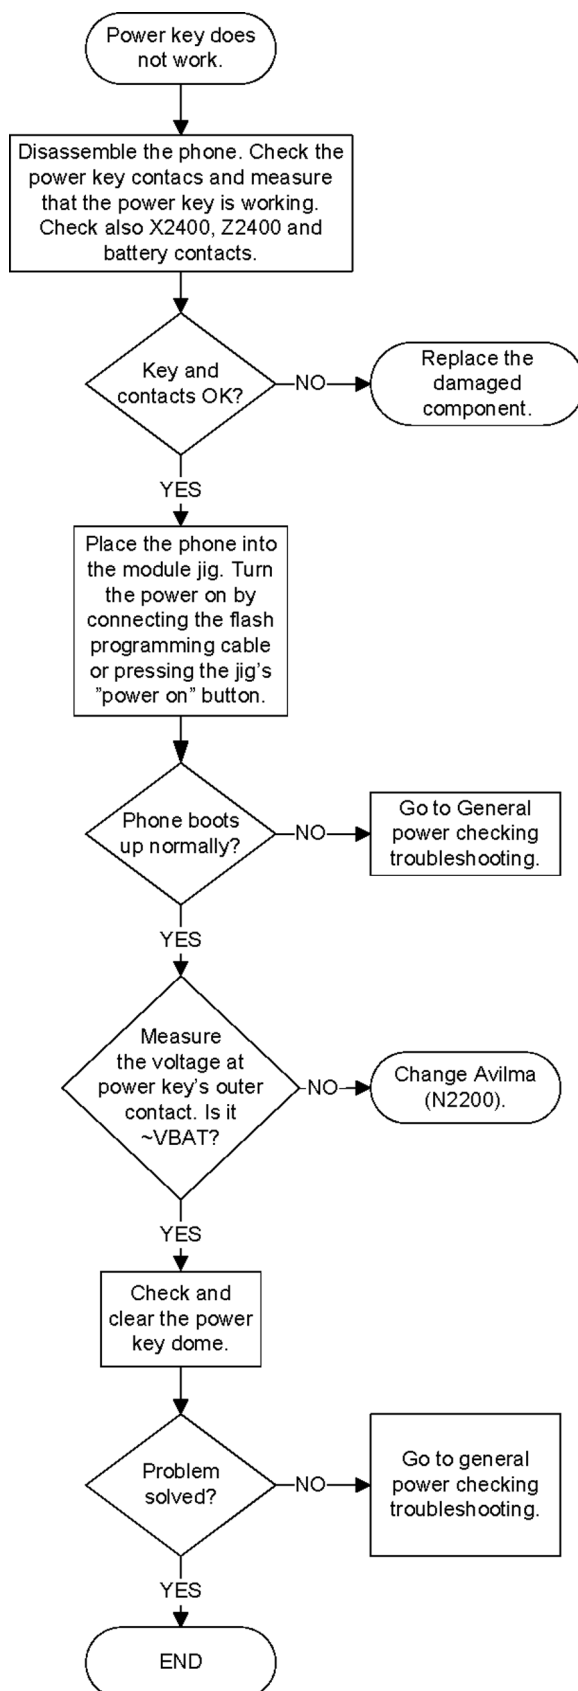 Power key does
not work.
Disassemble the phone. Check the
power key contacs and measure
that the power key is working.
Check also X2400, Z2400 and
battery contacts.
Key and
contacts OK?
NO
Replace the
damaged
component.
YES
Place the phone into
the module jig. Turn
the power on by
connecting the flash
programming cable
or pressing the jig's
"power on" button.
Phone boots
up normally?
NO
Go to General
power checking
troubleshooting.
YES
Measure
the voltage at
power key's outer
contact. Is it
~VBAT?
NO
Change Avilma
(N2200).
YES
Check and
clear the power
key dome.
Problem
solved?
NO
Go to general
power checking
troubleshooting.
YES
END